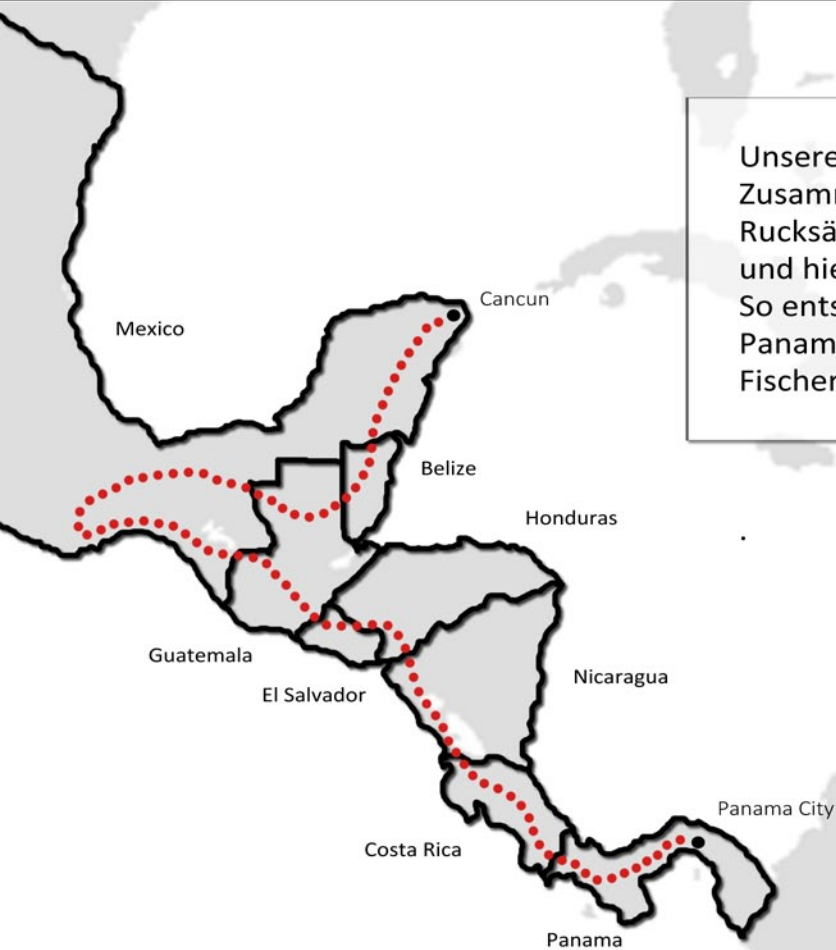 Unsere
Zusam
Rucksä
und hie
So ents
Panam
Fischer
Cancun
Mexico
Belize
Honduras
Guatemala
El Salvador
Nicaragua
Panama City
Costa Rica
Panama